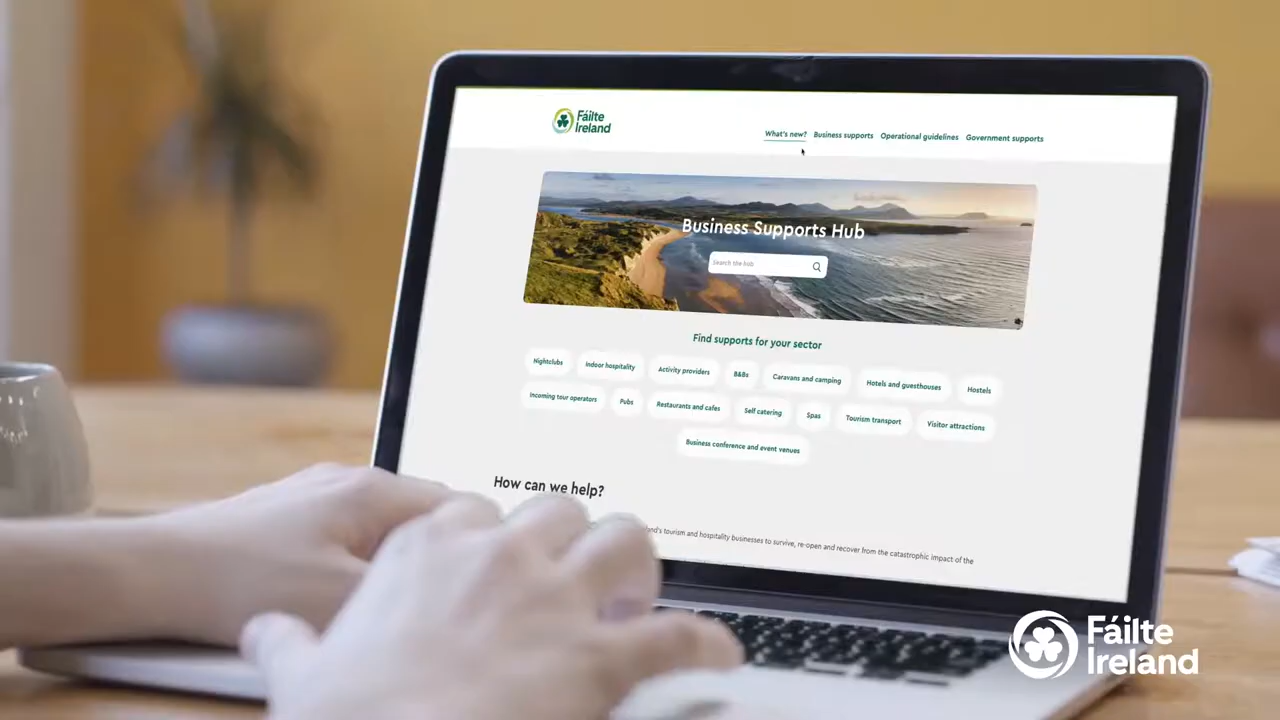 Fáilte
Ireland
What's new? Business supports Operational guidelines Government supports
Business Supports Hub
Search the hub
Find supports for your sector
Nightclubs Indoor hospitality Activity providers B&Bs Caravans and camping Hotels and guesthouses Hostels
Incoming tour operators Pubs Restaurants and cafes Self catering Spas Tourism transport Visitor attractions
Business conference and event venues
How can we help?
tourism and hospitality businesses to survive, re-open and recover from the catastrophic impact of the
Fáilte
Ireland